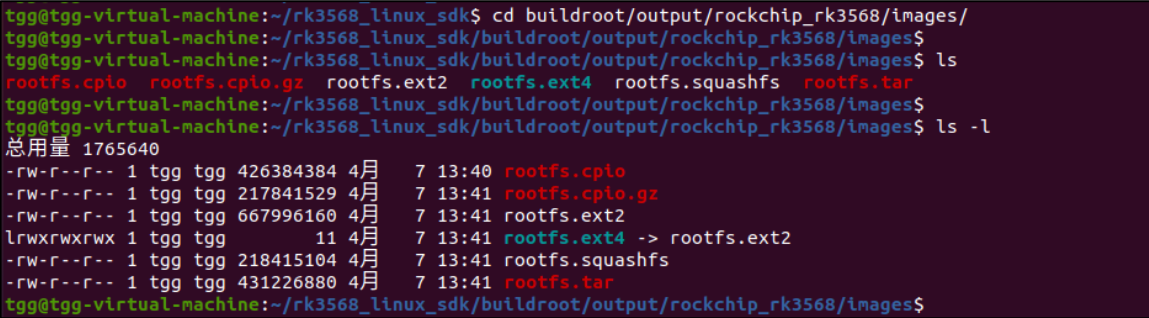 tgg@tgg-virtual-machine:~/rk3568_linux_sdk$ cd buildroot/output/rockchip_rk3568/images/
tgg@tgg-virtual-machine:~/rk3568_linux_sdk/buildroot/output/rockchip_rk3568/images$
tgg@tgg-virtual-machine:~/rk3568_linux_sdk/buildroot/output/rockchip_rk3568/images$ ls
rootfs.cpio  rootfs.cpio.gz  rootfs.ext2  rootfs.ext4  rootfs.squashfs  rootfs.tar
tgg@tgg-virtual-machine:~/rk3568_linux_sdk/buildroot/output/rockchip_rk3568/images$
tgg@tgg-virtual-machine:~/rk3568_linux_sdk/buildroot/output/rockchip_rk3568/images$ ls -l
总用量 1765640
-rw-r--r-- 1 tgg tgg 426384384 4月   7 13:40 rootfs.cpio
-rw-r--r-- 1 tgg tgg 217841529 4月   7 13:41 rootfs.cpio.gz
-rw-r--r-- 1 tgg tgg 667996160 4月   7 13:41 rootfs.ext2
lrwxrwxrwx 1 tgg tgg        11 4月   7 13:41 rootfs.ext4 -> rootfs.ext2
-rw-r--r-- 1 tgg tgg 218415104 4月   7 13:41 rootfs.squashfs
-rw-r--r-- 1 tgg tgg 431226880 4月   7 13:41 rootfs.tar
tgg@tgg-virtual-machine:~/rk3568_linux_sdk/buildroot/output/rockchip_rk3568/images$